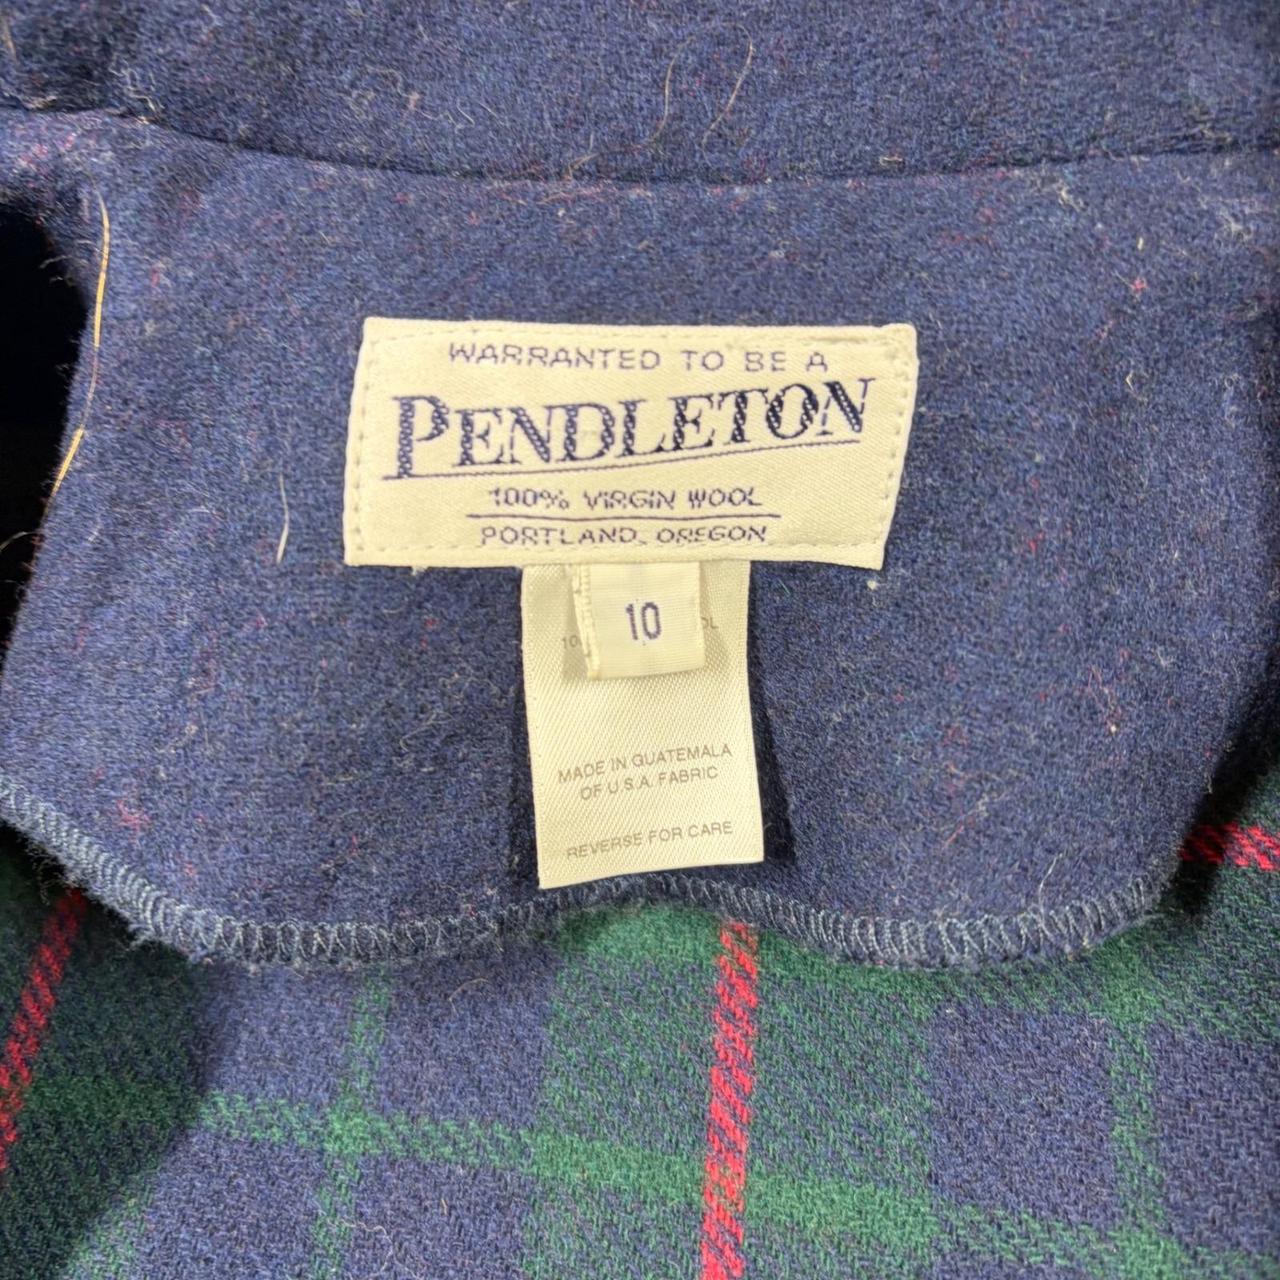 WARRANTED TO BE A
PENDLETON
100% VIRGIN WOOL
PORTLAND, OREGON
10
MADE IN GUATEMALA
OF U.S.A. FABRIC
REVERSE FOR CARE